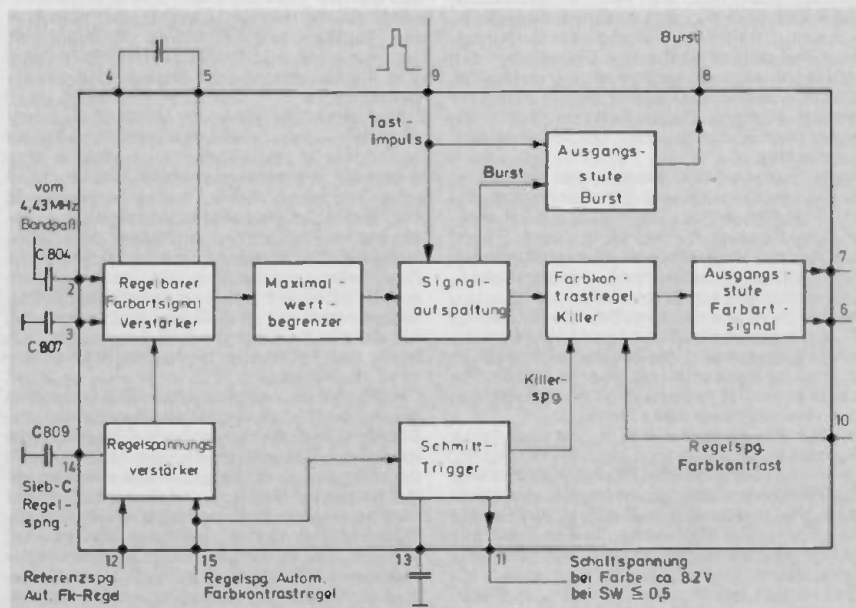 4
5
9
Burst
8
Tast-
impuls
Burst
Ausgangs-
stufe
Burst
vom
4,43 MHz
Bandpaß
C 804
2
3
C 807
Regelbarer
Farbartsignal
Verstärker
Maximal-
wert-
begrenzer
Signal-
aufspaltung
Farbkon-
trastregel
Killer
Ausgangs-
stufe
Farbart-
signal
7
6
Killer-
spg.
10
Regelspg.
Farbkontrast
C 809
14
Sieb-C
Regel-
spng.
Regelspannungs
verstärker
Schmitt-
Trigger
12
15
13
11
Referenzspg
Aut. Fk-Regel
Regelspg. Autom.
Farbkontrastregel
Schaltspannung
bei Farbe ca. 8.2V
bei SW ≦ 0,5